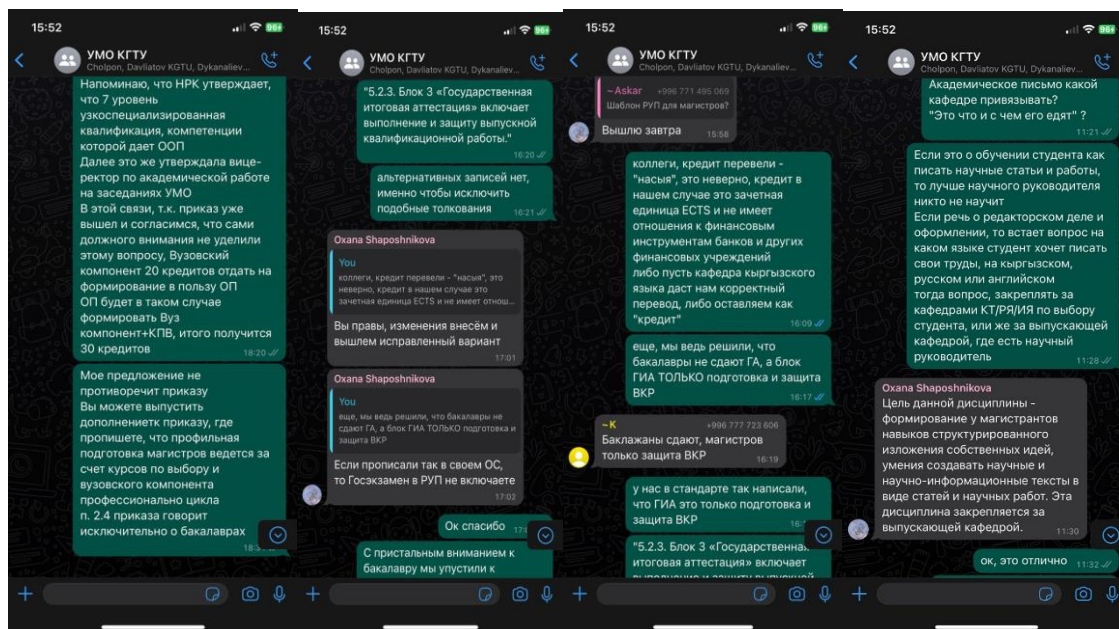 15:52
96+
УМО КГТУ
Cholpon, Davliatov KGTU, Dykanaliev...
Напоминаю, что НРК утверждает,
что 7 уровень
узкоспециализированная
квалификация, компетенции
которой дает ООП
Далее это же утверждала вице-
ректор по академической работе
на заседаниях УМО
В этой связи, т.к. приказ уже
вышел и согласимся, что сами
должного внимания не уделили
этому вопросу, Вузовский
компонент 20 кредитов отдать на
формирование в пользу ОП
ОП будет в таком случае
формировать Вуз
компонент+КПВ, итого получится
30 кредитов
18:20
Мое предложение не
противоречит приказу
Вы можете выпустить
дополнениетк приказу, где
пропишете, что профильная
подготовка магистров ведется за
счет курсов по выбору и
вузовского компонента
профессионально цикла
п. 2.4 приказа говорит
исключительно о бакалаврах
15:52
96+
УМО КГТУ
Cholpon, Davliatov KGTU, Dykanaliev...
"5.2.3. Блок 3 «Государственная
итоговая аттестация» включает
выполнение и защиту выпускной
квалификационной работы."
16:20
альтернативных записей нет,
именно чтобы исключить
подобные толкования
16:21
Oxana Shaposhnikova
You
коллеги, кредит перевели - "насыя", это
неверно, кредит в нашем случае это
зачетная единица ECTS и не имеет отнош...
Вы правы, изменения внесём и
вышлем исправленный вариант
17:01
Oxana Shaposhnikova
You
еще, мы ведь решили, что бакалавры не
сдают ГА, а блок ГИА ТОЛЬКО подготовка и
защита ВКР
Если прописали так в своем ОС,
то Госэкзамен в РУП не включаете
17:02
Ок спасибо
С пристальным вниманием к
бакалавру мы упустили к
15:52
96+
УМО КГТУ
Cholpon, Davliatov KGTU, Dykanaliev...
~Askar +996 771 495 069
Шаблон РУП для магистров?
Вышлю завтра
15:58
коллеги, кредит перевели -
"насыя", это неверно, кредит в
нашем случае это зачетная
единица ECTS и не имеет
отношения к финансовым
инструментам банков и других
финансовых учреждений
либо пусть кафедра кыргызского
языка даст нам корректный
перевод, либо оставляем как
"кредит"
16:09
еще, мы ведь решили, что
бакалавры не сдают ГА, а блок
ГИА ТОЛЬКО подготовка и защита
ВКР
16:17
~K +996 777 723 606
Баклажаны сдают, магистров
только защита ВКР
16:19
у нас в стандарте так написали,
что ГИА это только подготовка и
защита ВКР
"5.2.3. Блок 3 «Государственная
итоговая аттестация» включает
15:52
96+
УМО КГТУ
Cholpon, Davliatov KGTU, Dykanaliev...
Академическое письмо какой
кафедре привязывать?
"Это что и с чем его едят" ?
11:21
Если это о обучении студента как
писать научные статьи и работы,
то лучше научного руководителя
никто не научит
Если речь о редакторском деле и
оформлении, то встает вопрос на
каком языке студент хочет писать
свои труды, на кыргызском,
русском или английском
тогда вопрос, закреплять за
кафедрами КТ/РЯ/ИЯ по выбору
студента, или же за выпускающей
кафедрой, где есть научный
руководитель
11:28
Oxana Shaposhnikova
Цель данной дисциплины -
формирование у магистрантов
навыков структурированного
изложения собственных идей,
умения создавать научные и
научно-информационные тексты в
виде статей и научных работ. Эта
дисциплина закрепляется за
выпускающей кафедрой.
11:30
ок, это отлично
11:32